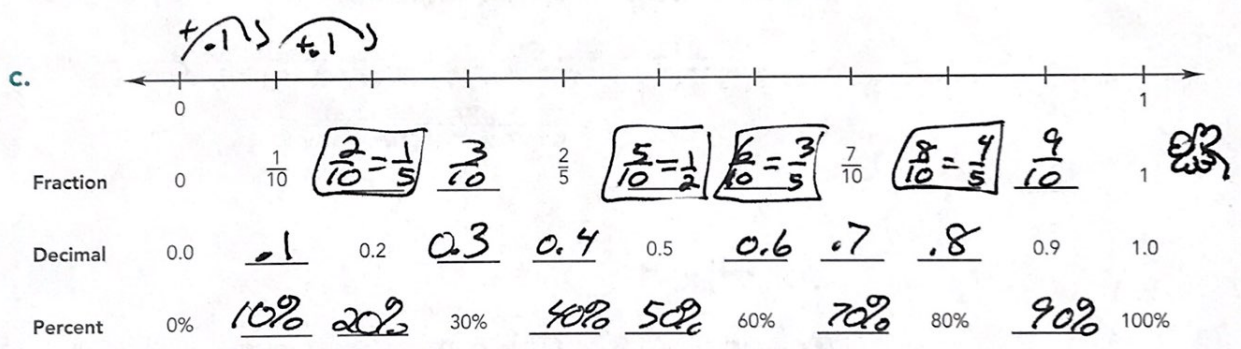 +.1 +.1
c.
0 1
Fraction 0 1/10 2/10 = 1/5 3/10 2/5 5/10 = 1/2 6/10 = 3/5 7/10 8/10 = 4/5 9/10 1
Decimal 0.0 .1 0.2 0.3 0.4 0.5 0.6 .7 .8 0.9 1.0
Percent 0% 10% 20% 30% 40% 50% 60% 70% 80% 90% 100%